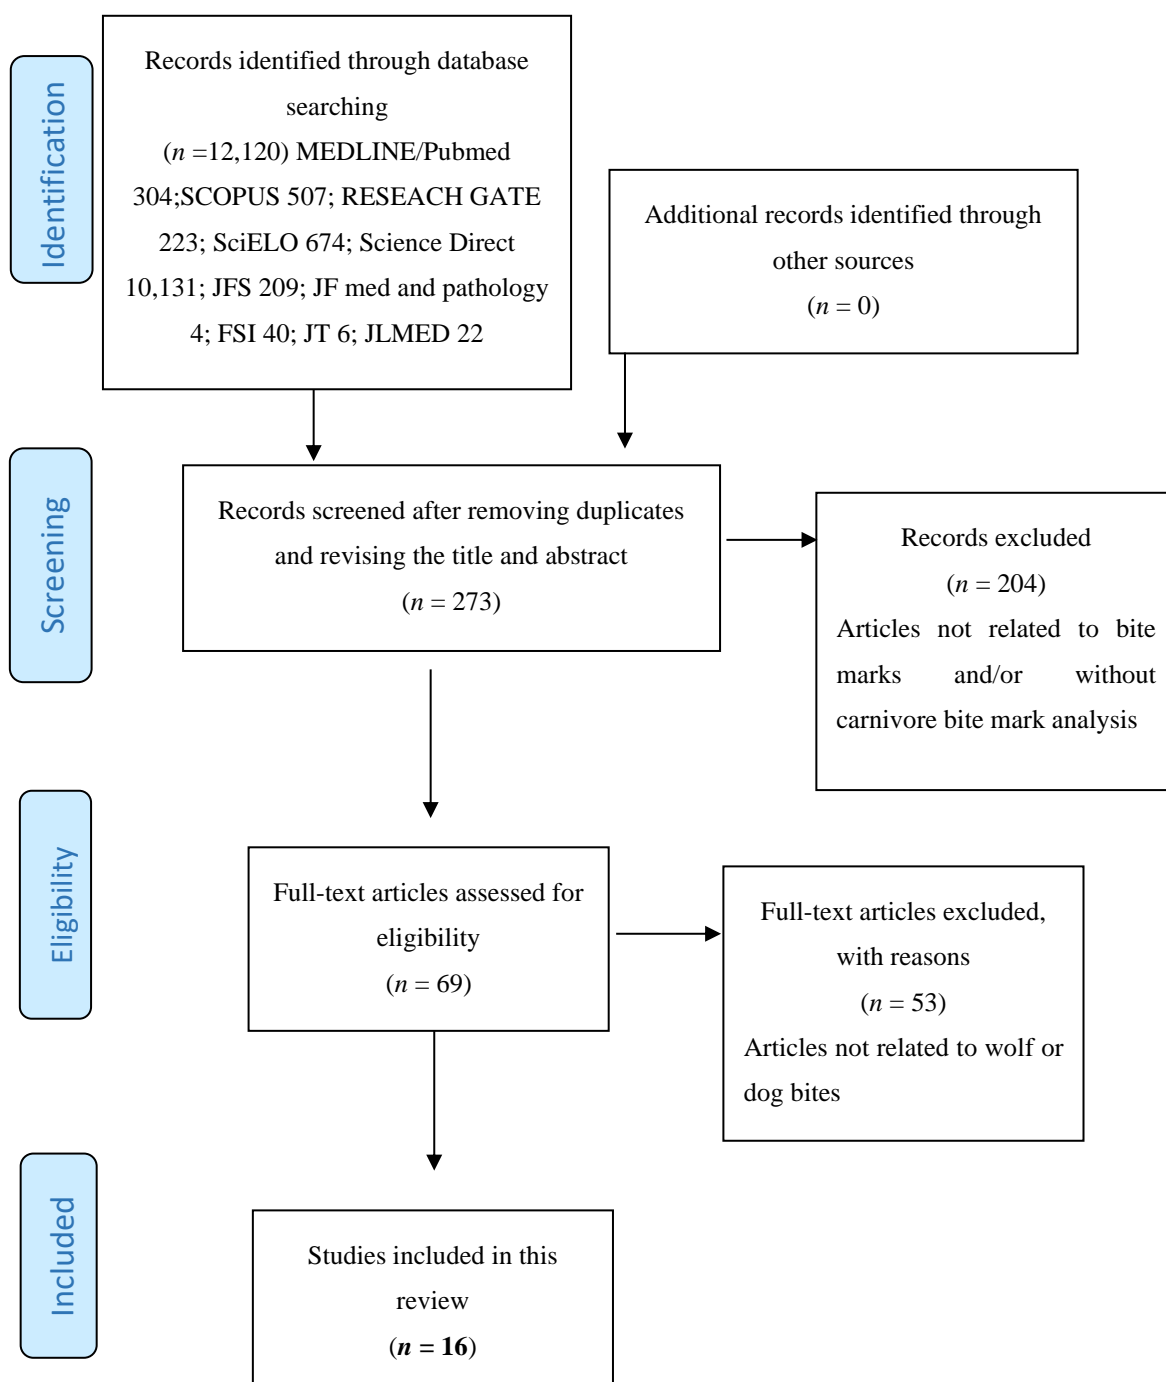 Identification
Records identified through database
searching
(n =12,120) MEDLINE/Pubmed
304;SCOPUS 507; RESEACH GATE
223; SciELO 674; Science Direct
10,131; JFS 209; JF med and pathology
4; FSI 40; JT 6; JLMED 22
Additional records identified through
other sources
(n = 0)
Screening
Records screened after removing duplicates
and revising the title and abstract
(n = 273)
Records excluded
(n = 204)
Articles not related to bite
marks and/or without
carnivore bite mark analysis
Eligibility
Full-text articles assessed for
eligibility
(n = 69)
Full-text articles excluded,
with reasons
(n = 53)
Articles not related to wolf or
dog bites
Included
Studies included in this
review
(n = 16)